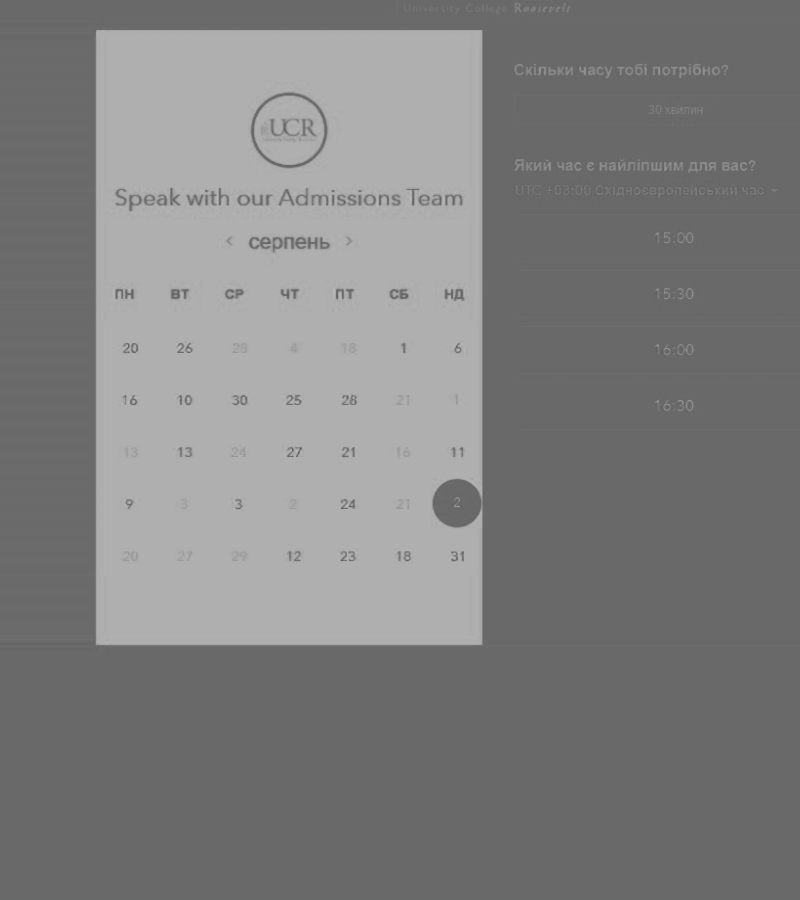 University College Roosevelt
UCR
Speak with our Admissions Team
< серпень >
ПН ВТ СР ЧТ ПТ СБ НД
20 26 28 4 18 1 6
16 10 30 25 28 21 1
13 13 24 27 21 16 11
9 3 3 2 24 21 2
20 27 29 12 23 18 31
Скільки часу тобі потрібно?
30 хвилин
Який час є найліпшим для вас?
UTC +03:00 Східноєвропейський час
15:00
15:30
16:00
16:30